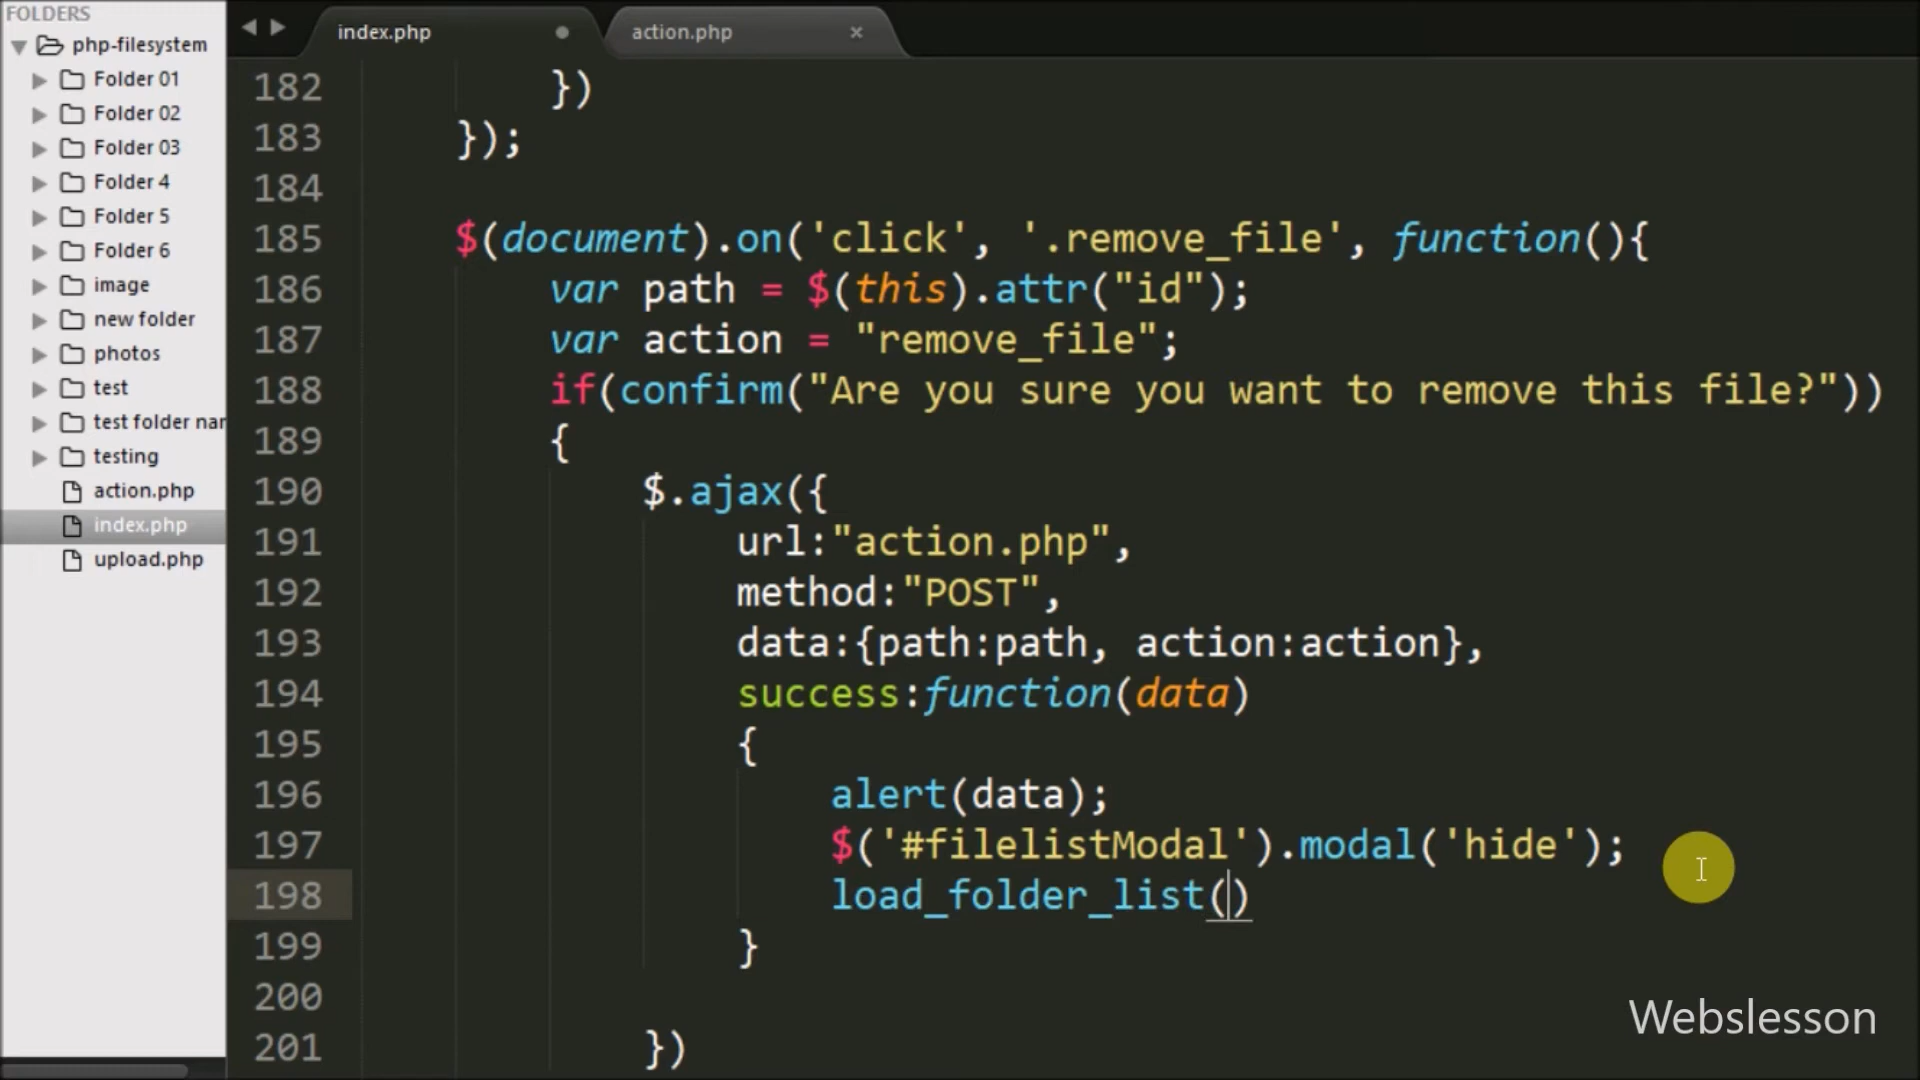 FOLDERS
php-filesystem
Folder 01
Folder 02
Folder 03
Folder 4
Folder 5
Folder 6
image
new folder
photos
test
test folder nar
testing
action.php
index.php
upload.php
index.php
action.php ×
182 })
183 });
184
185 $(document).on('click', '.remove_file', function(){
186 var path = $(this).attr("id");
187 var action = "remove_file";
188 if(confirm("Are you sure you want to remove this file?"))
189 {
190 $.ajax({
191 url:"action.php",
192 method:"POST",
193 data:{path:path, action:action},
194 success:function(data)
195 {
196 alert(data);
197 $('#filelistModal').modal('hide');
198 load_folder_list()
199 }
200
201 })
Webslesson